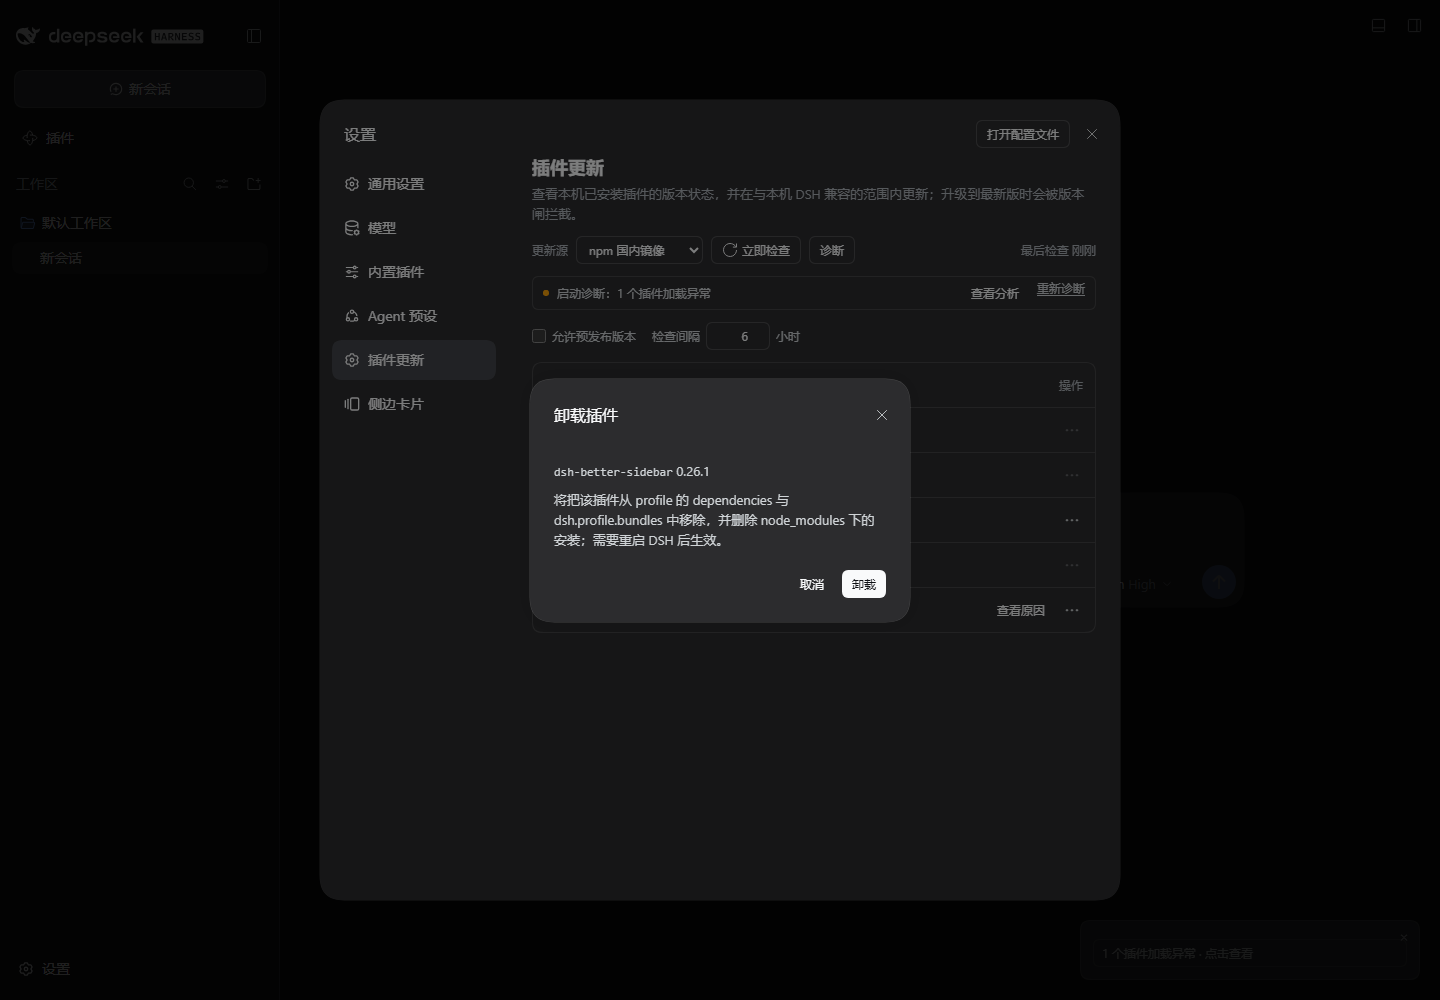 deepseek HARNESS
新会话
插件
工作区
默认工作区
新会话
设置
设置
打开配置文件
通用设置
模型
内置插件
Agent 预设
插件更新
侧边卡片
插件更新
查看本机已安装插件的版本状态，并在与本机 DSH 兼容的范围内更新；升级到最新版时会被版本
闸拦截。
更新源
npm 国内镜像
立即检查
诊断
最后检查 刚刚
启动诊断：1 个插件加载异常
查看分析
重新诊断
允许预发布版本
检查间隔
6
小时
操作
查看原因
卸载插件
dsh-better-sidebar 0.26.1
将把该插件从 profile 的 dependencies 与
dsh.profile.bundles 中移除，并删除 node_modules 下的
安装；需要重启 DSH 后生效。
取消
卸载
High
1 个插件加载异常 · 点击查看